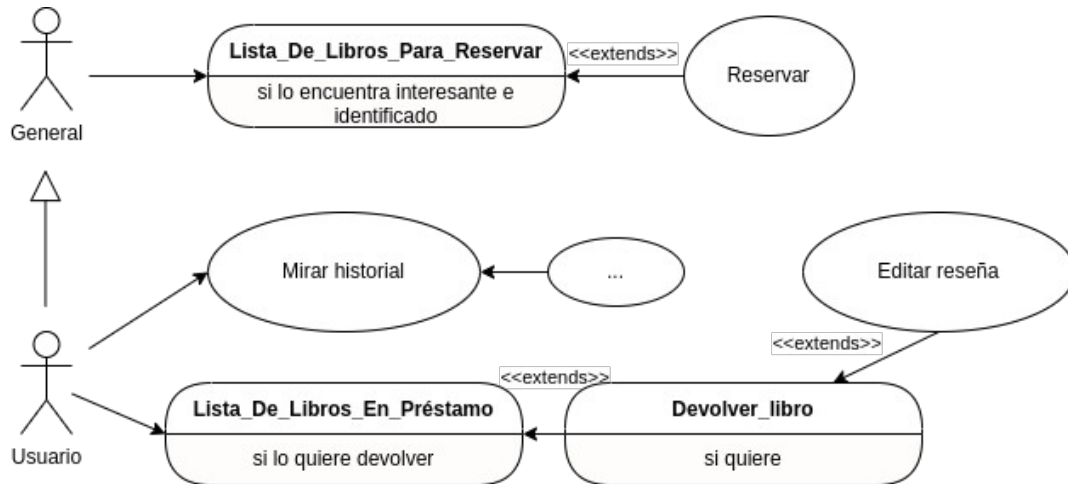 Lista_De_Libros_Para_Reservar
<<extends>>
Reservar
si lo encuentra interesante e
identificado
General
Mirar historial
...
Editar reseña
<<extends>>
<<extends>>
Lista_De_Libros_En_Préstamo
Devolver_libro
si lo quiere devolver
si quiere
Usuario